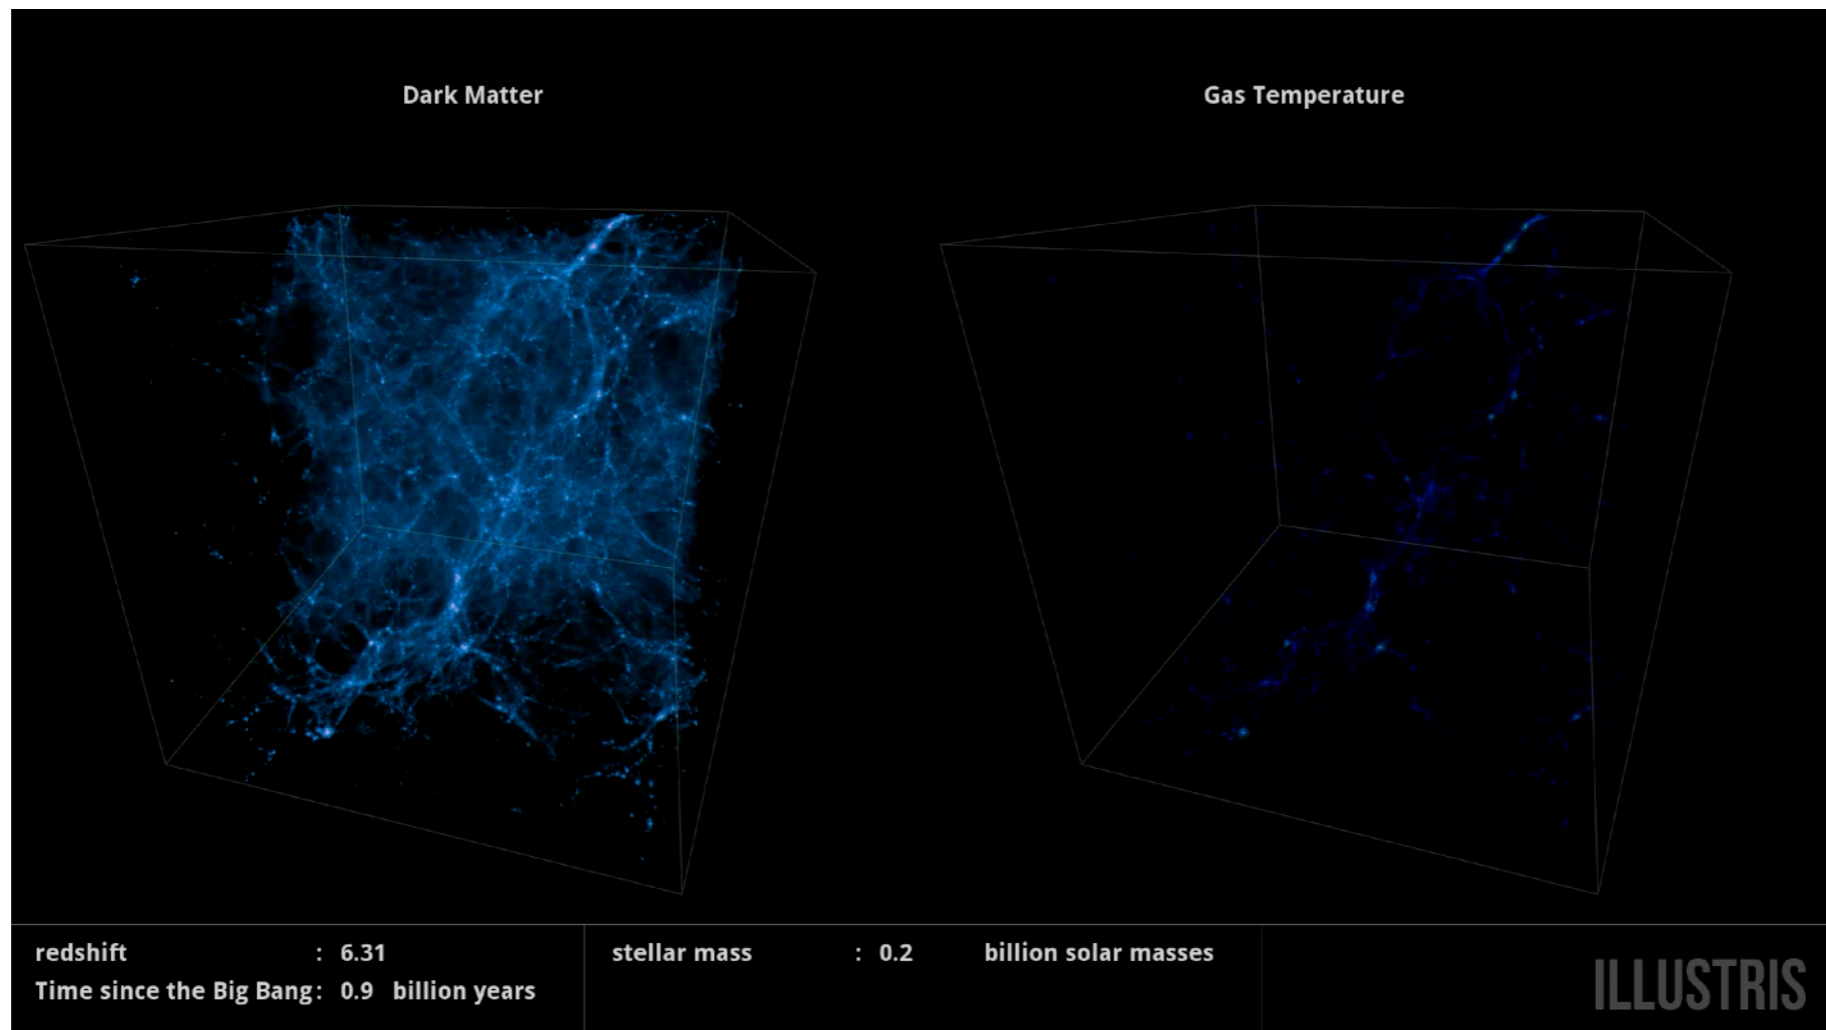 Dark Matter
Gas Temperature
redshift : 6.31
Time since the Big Bang: 0.9 billion years
stellar mass : 0.2 billion solar masses
ILLUSTRIS